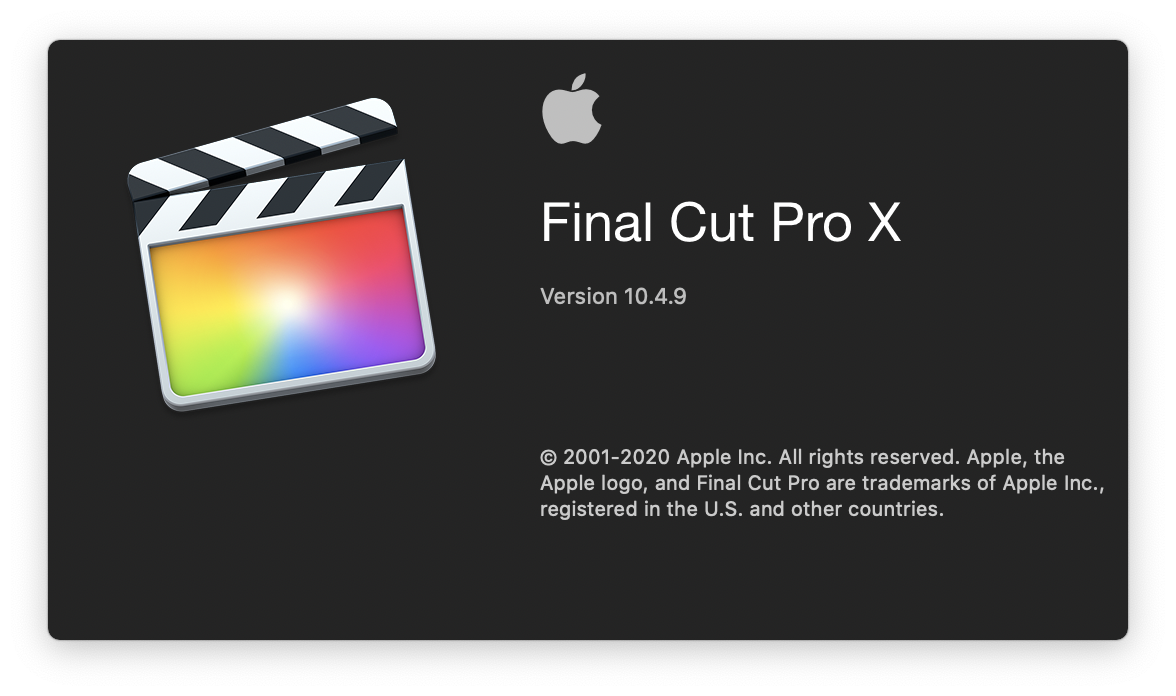 Final Cut Pro X
Version 10.4.9
© 2001-2020 Apple Inc. All rights reserved. Apple, the
Apple logo, and Final Cut Pro are trademarks of Apple Inc.,
registered in the U.S. and other countries.